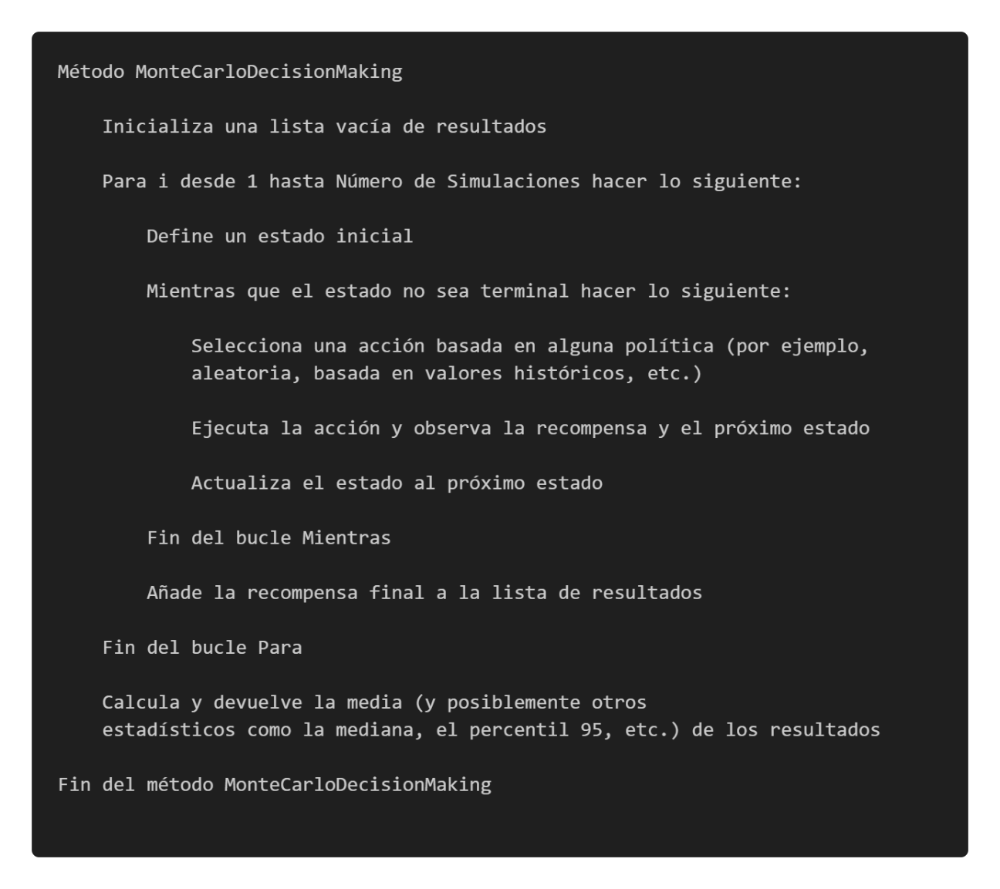 Método MonteCarloDecisionMaking
Inicializa una lista vacía de resultados
Para i desde 1 hasta Número de Simulaciones hacer lo siguiente:
Define un estado inicial
Mientras que el estado no sea terminal hacer lo siguiente:
Selecciona una acción basada en alguna política (por ejemplo,
aleatoria, basada en valores históricos, etc.)
Ejecuta la acción y observa la recompensa y el próximo estado
Actualiza el estado al próximo estado
Fin del bucle Mientras
Añade la recompensa final a la lista de resultados
Fin del bucle Para
Calcula y devuelve la media (y posiblemente otros
estadísticos como la mediana, el percentil 95, etc.) de los resultados
Fin del método MonteCarloDecisionMaking